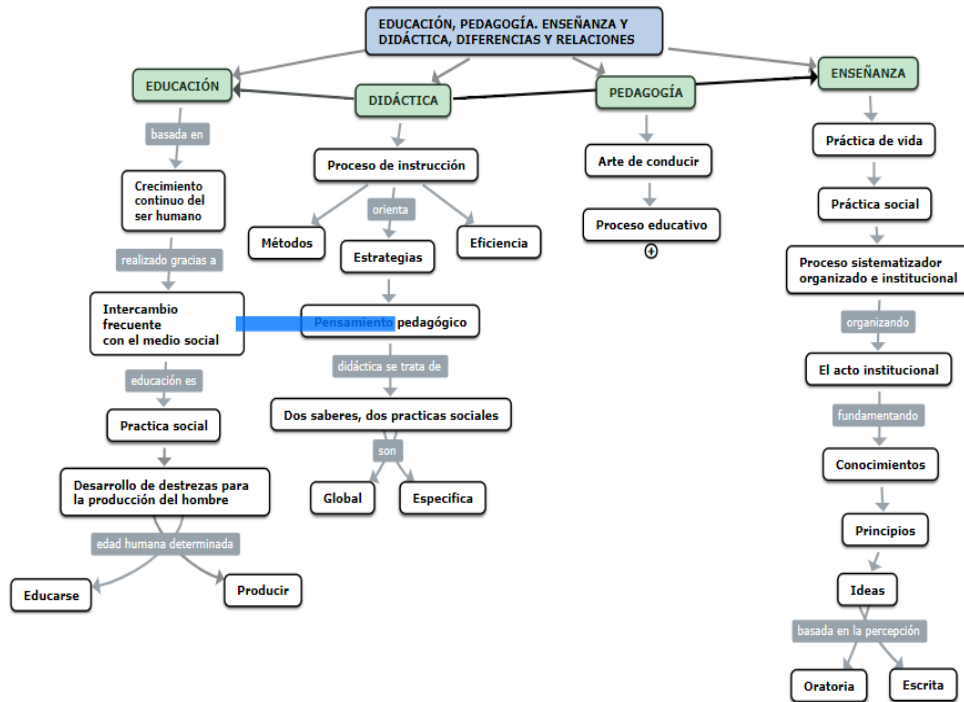 EDUCACIÓN, PEDAGOGÍA. ENSEÑANZA Y
DIDÁCTICA, DIFERENCIAS Y RELACIONES
EDUCACIÓN
basada en
Crecimiento
continuo del
ser humano
realizado gracias a
Intercambio
frecuente
con el medio social
educación es
Practica social
Desarrollo de destrezas para
la producción del hombre
edad humana determinada
Educarse
Producir
DIDÁCTICA
Proceso de instrucción
orienta
Métodos
Estrategias
Eficiencia
Pensamiento pedagógico
didáctica se trata de
Dos saberes, dos practicas sociales
son
Global
Especifica
PEDAGOGÍA
Arte de conducir
Proceso educativo
ENSEÑANZA
Práctica de vida
Práctica social
Proceso sistematizador
organizado e institucional
organizando
El acto institucional
fundamentando
Conocimientos
Principios
Ideas
basada en la percepción
Oratoria
Escrita